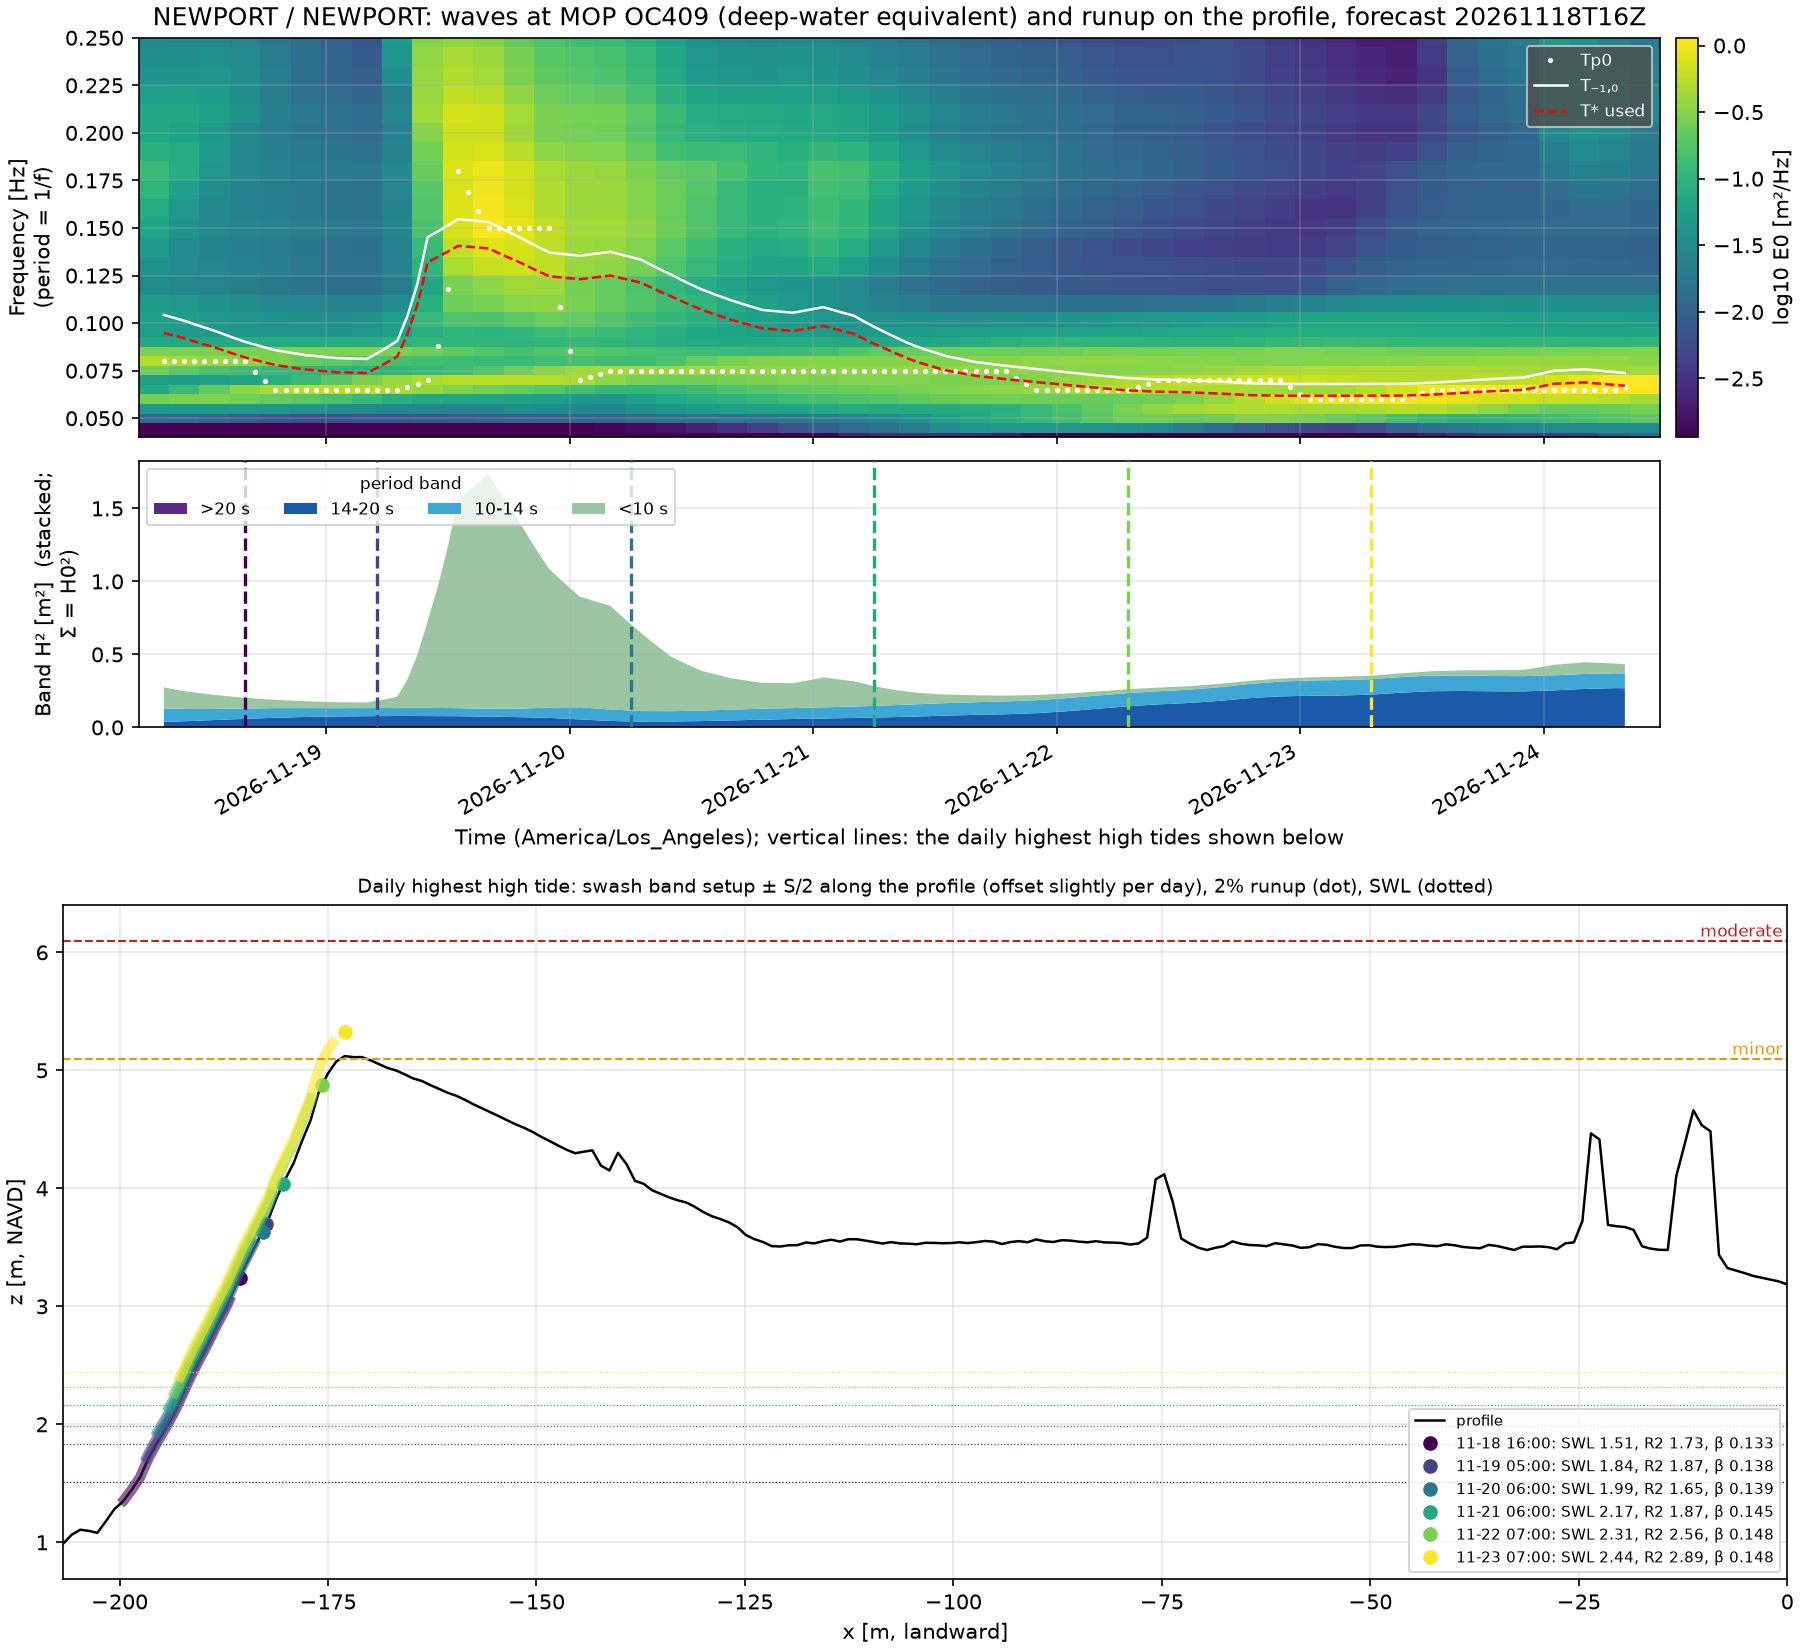 NEWPORT / NEWPORT: waves at MOP OC409 (deep-water equivalent) and runup on the profile, forecast 20261118T16Z
0.250
0.225
0.200
0.175
0.150
0.125
0.100
0.075
0.050
Frequency [Hz]
(period = 1/f)
Tp0
T₋₁,₀
T* used
0.0
−0.5
−1.0
−1.5
−2.0
−2.5
log10 E0 [m²/Hz]
1.5
1.0
0.5
0.0
Band H² [m²] (stacked;
Σ = H0²)
period band
>20 s
14-20 s
10-14 s
<10 s
2026-11-19
2026-11-20
2026-11-21
2026-11-22
2026-11-23
2026-11-24
Time (America/Los_Angeles); vertical lines: the daily highest high tides shown below
Daily highest high tide: swash band setup ± S/2 along the profile (offset slightly per day), 2% runup (dot), SWL (dotted)
moderate
minor
6
5
4
3
2
1
z [m, NAVD]
profile
11-18 16:00: SWL 1.51, R2 1.73, β 0.133
11-19 05:00: SWL 1.84, R2 1.87, β 0.138
11-20 06:00: SWL 1.99, R2 1.65, β 0.139
11-21 06:00: SWL 2.17, R2 1.87, β 0.145
11-22 07:00: SWL 2.31, R2 2.56, β 0.148
11-23 07:00: SWL 2.44, R2 2.89, β 0.148
−200
−175
−150
−125
−100
−75
−50
−25
0
x [m, landward]